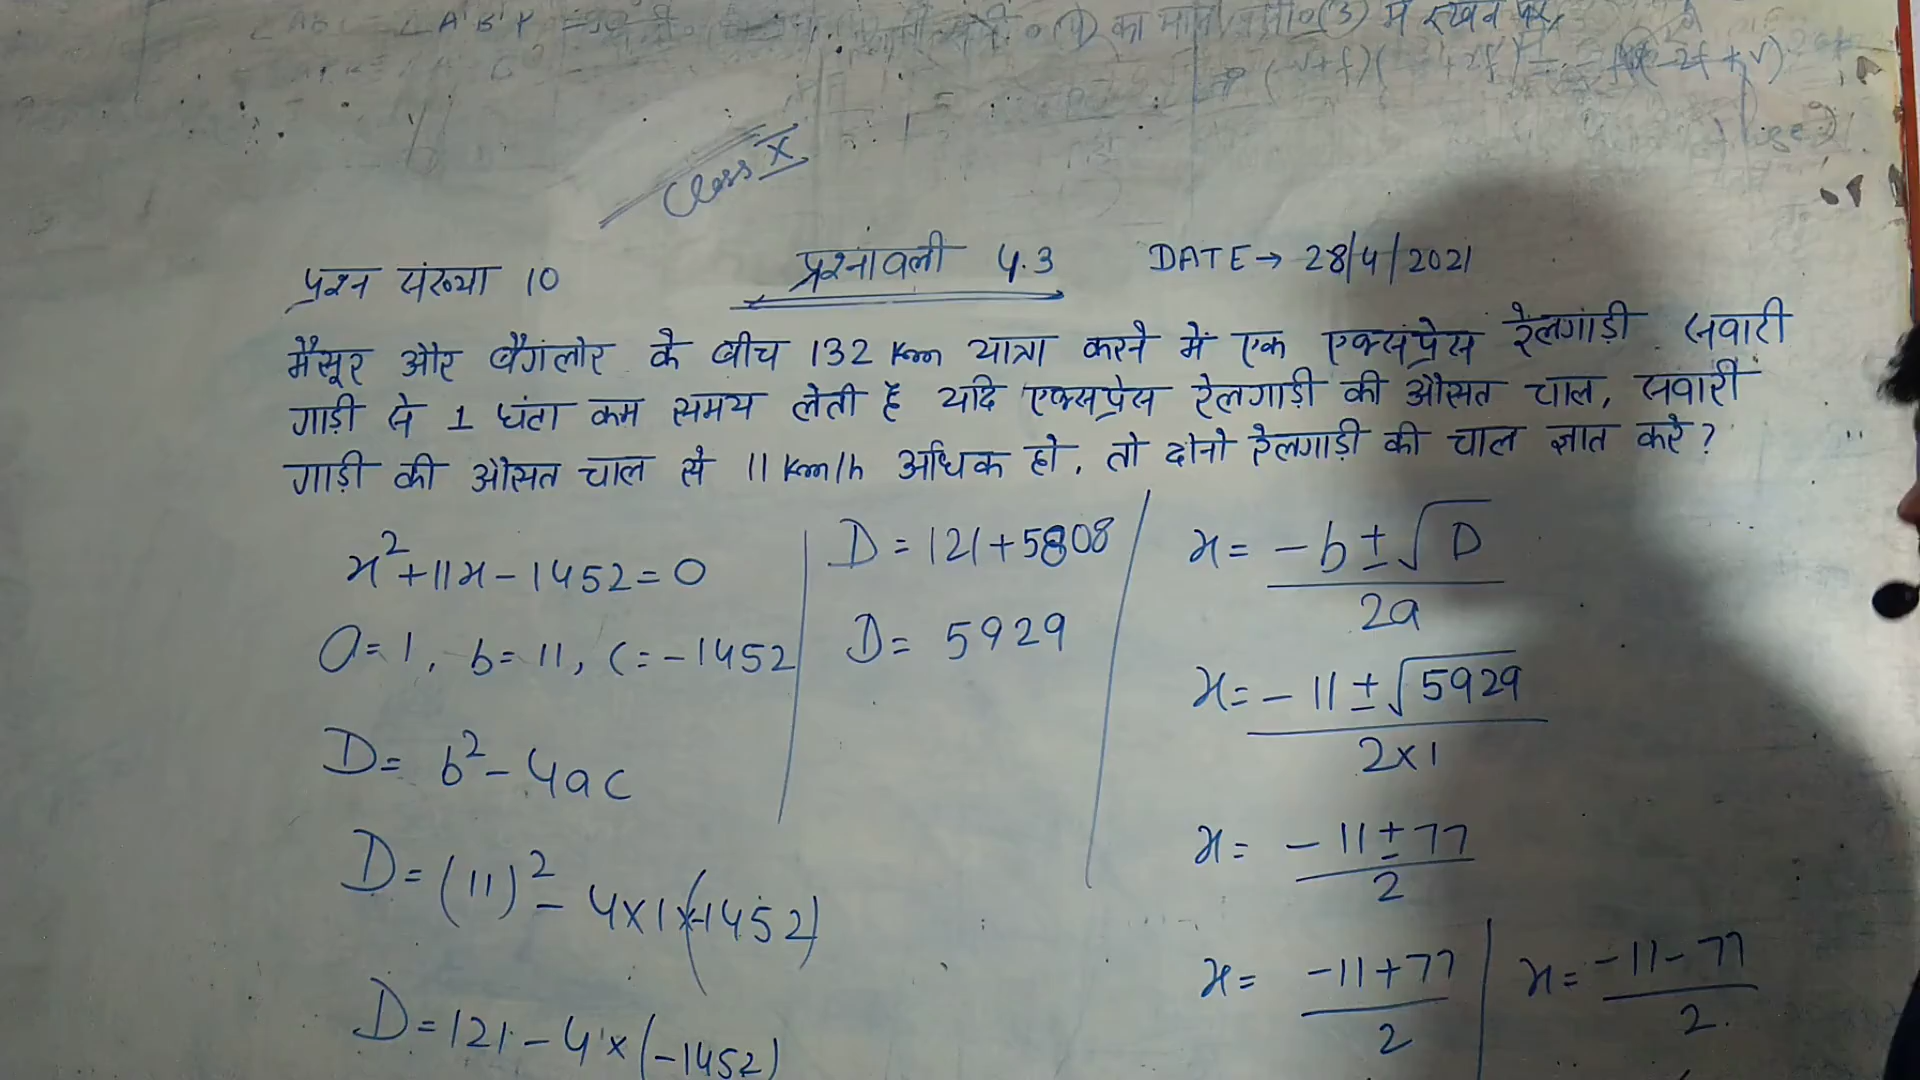 Class X
प्रश्न संख्या 10 प्रश्नावली 4.3 DATE → 28/4/2021
मैसूर और बैगंलोर के बीच 132 Km यात्रा करने में एक एक्सप्रेस रेलगाड़ी सवारी
गाड़ी से 1 घंटा कम समय लेती है यदि एक्सप्रेस रेलगाड़ी की औसत चाल, सवारी
गाड़ी की औसत चाल से 11 Km/h अधिक हो, तो दोनो रेलगाड़ी की चाल ज्ञात करे?
x²+11x-1452=0
a=1, b=11, c=-1452
D= b²-4ac
D=(11)²-4×1×(-1452)
D=121-4×(-1452)
D=121+5808
D= 5929
x= -b±√D / 2a
x= -11±√5929 / 2×1
x= -11±77 / 2
x= -11+77 / 2
x= -11-77 / 2